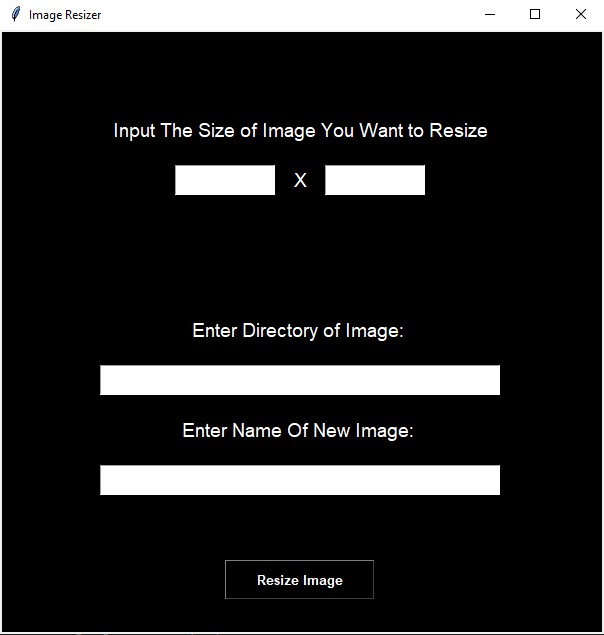 Image Resizer
Input The Size of Image You Want to Resize
X
Enter Directory of Image:
Enter Name Of New Image:
Resize Image